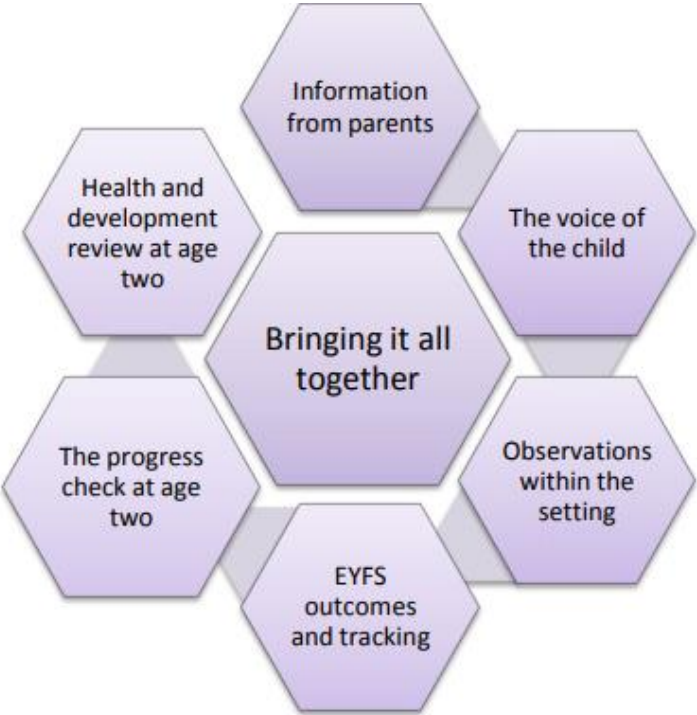 Information
from parents
The voice of
the child
Observations
within the
setting
EYFS
outcomes
and tracking
The progress
check at age
two
Health and
development
review at age
two
Bringing it all
together